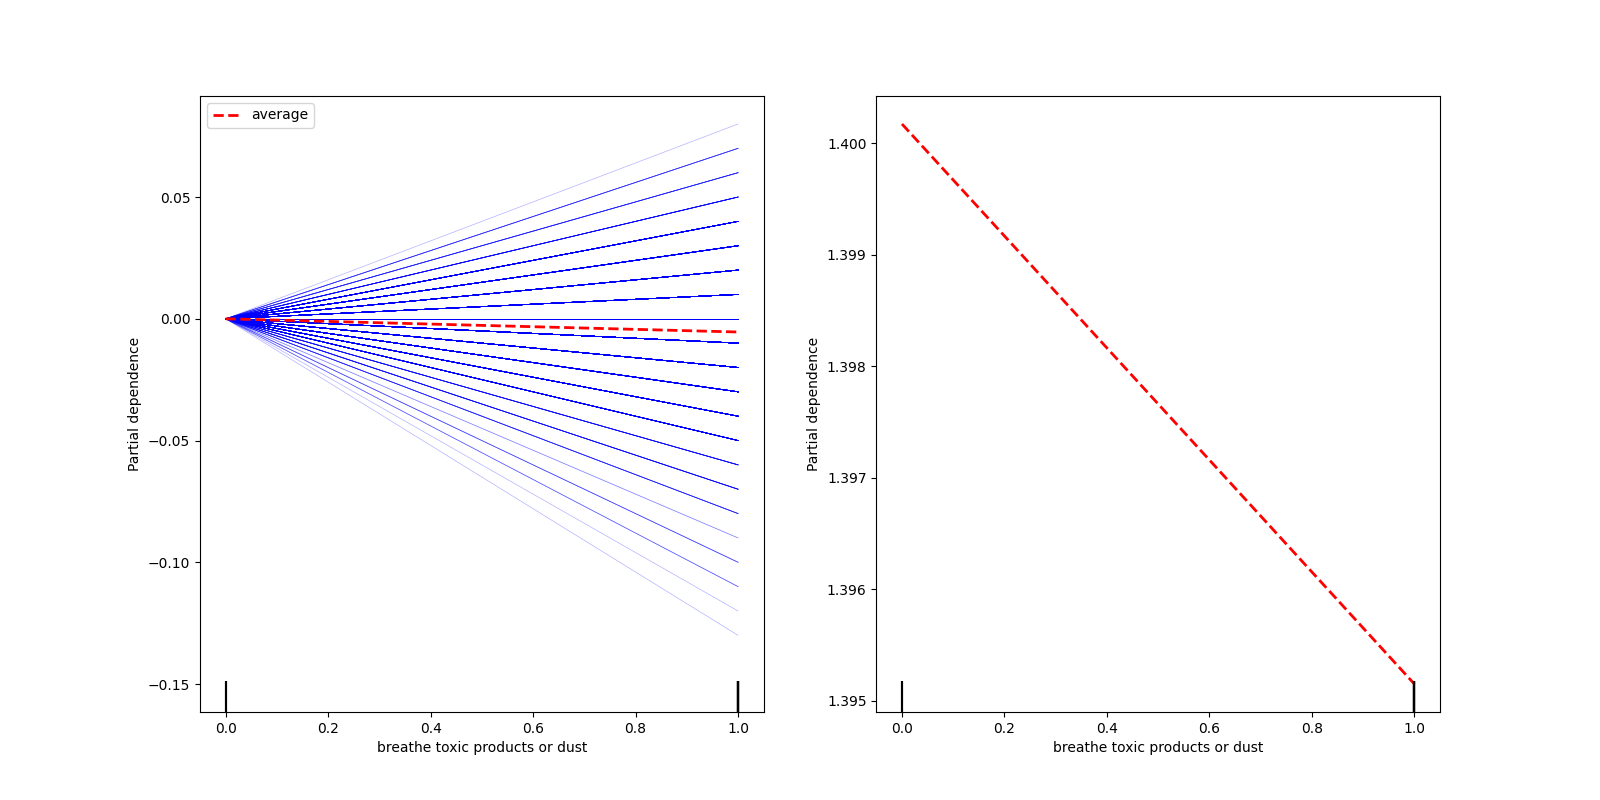 average
Partial dependence
0.05
0.00
−0.05
−0.10
−0.15
0.0 0.2 0.4 0.6 0.8 1.0
breathe toxic products or dust
Partial dependence
1.400
1.399
1.398
1.397
1.396
1.395
0.0 0.2 0.4 0.6 0.8 1.0
breathe toxic products or dust